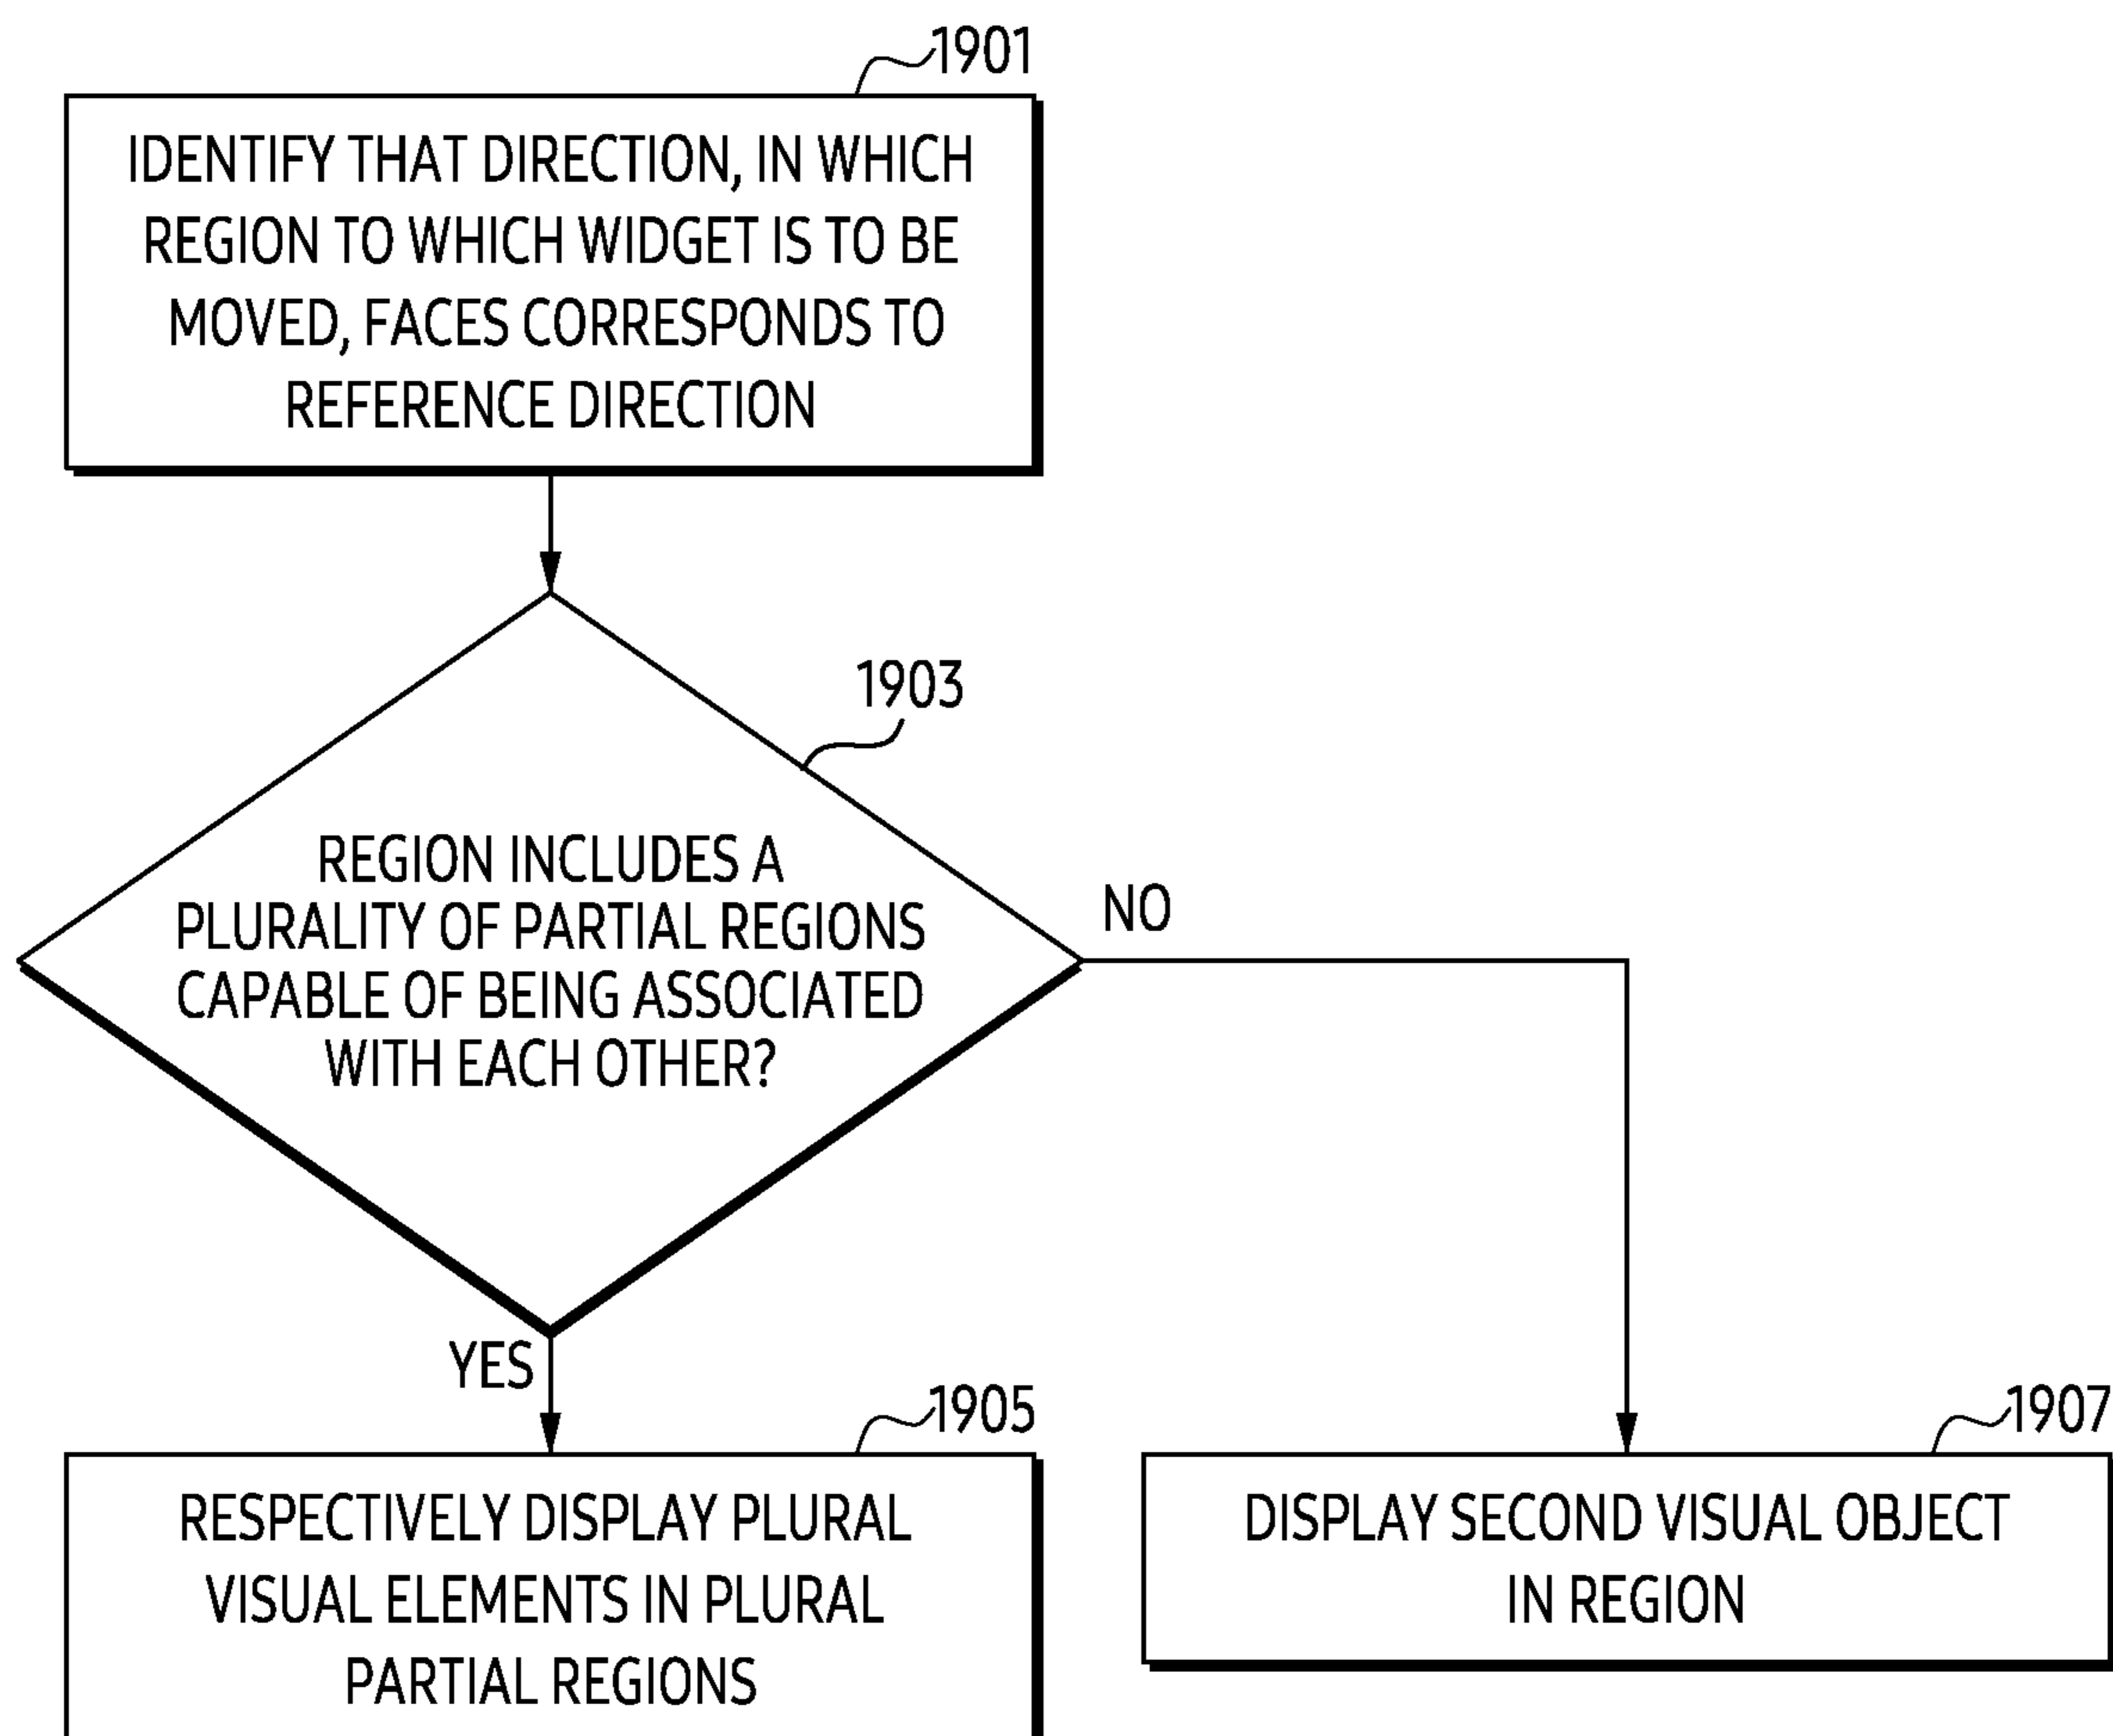 1901
IDENTIFY THAT DIRECTION, IN WHICH
REGION TO WHICH WIDGET IS TO BE
MOVED, FACES CORRESPONDS TO
REFERENCE DIRECTION
1903
REGION INCLUDES A
PLURALITY OF PARTIAL REGIONS
CAPABLE OF BEING ASSOCIATED
WITH EACH OTHER?
NO
YES
1905
RESPECTIVELY DISPLAY PLURAL
VISUAL ELEMENTS IN PLURAL
PARTIAL REGIONS
1907
DISPLAY SECOND VISUAL OBJECT
IN REGION